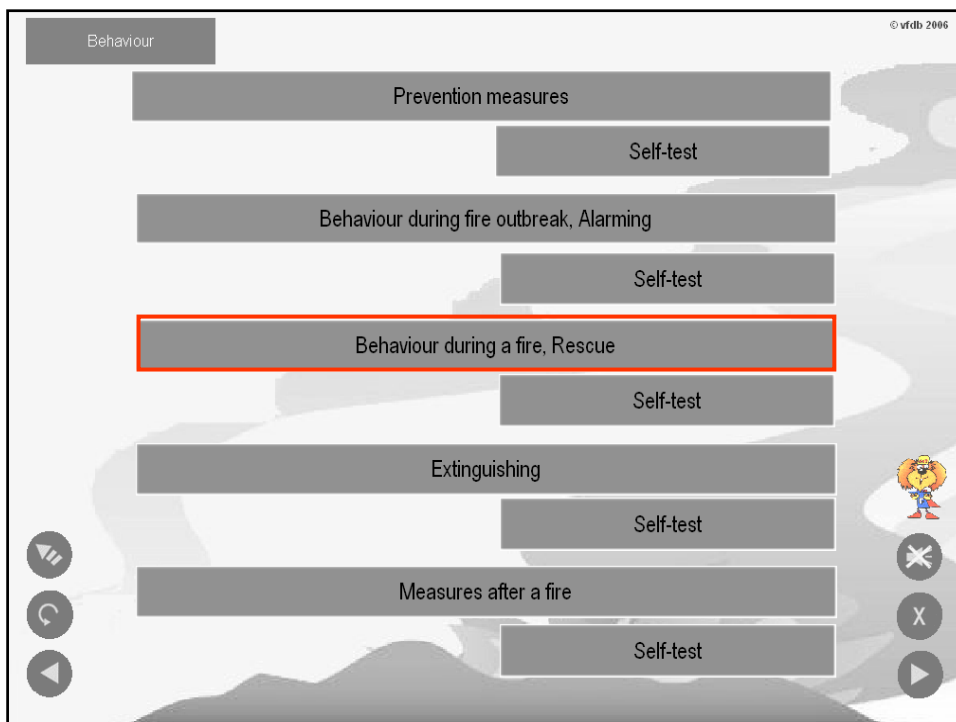 Behaviour
© vfdb 2006
Prevention measures
Self-test
Behaviour during fire outbreak, Alarming
Self-test
Behaviour during a fire, Rescue
Self-test
Extinguishing
Self-test
Measures after a fire
X
Self-test